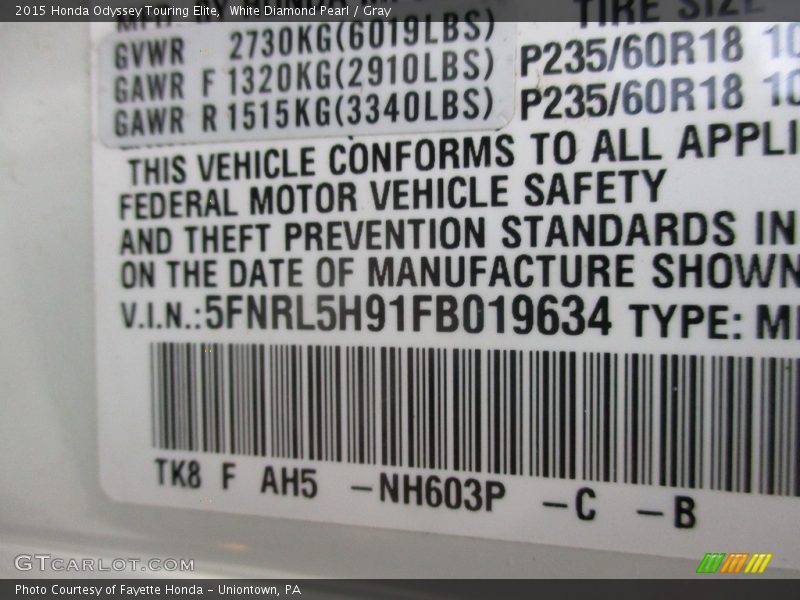 2015 Honda Odyssey Touring Elite, White Diamond Pearl / Gray
TIRE SIZE
GVWR 2730KG(6019LBS)
GAWR F 1320KG(2910LBS) P235/60R18 10
GAWR R 1515KG(3340LBS) P235/60R18 10
THIS VEHICLE CONFORMS TO ALL APPLI
FEDERAL MOTOR VEHICLE SAFETY
AND THEFT PREVENTION STANDARDS IN
ON THE DATE OF MANUFACTURE SHOWN
V.I.N.:5FNRL5H91FB019634 TYPE: M
TK8 F AH5 -NH603P -C -B
GTCARLOT.COM
Photo Courtesy of Fayette Honda - Uniontown, PA